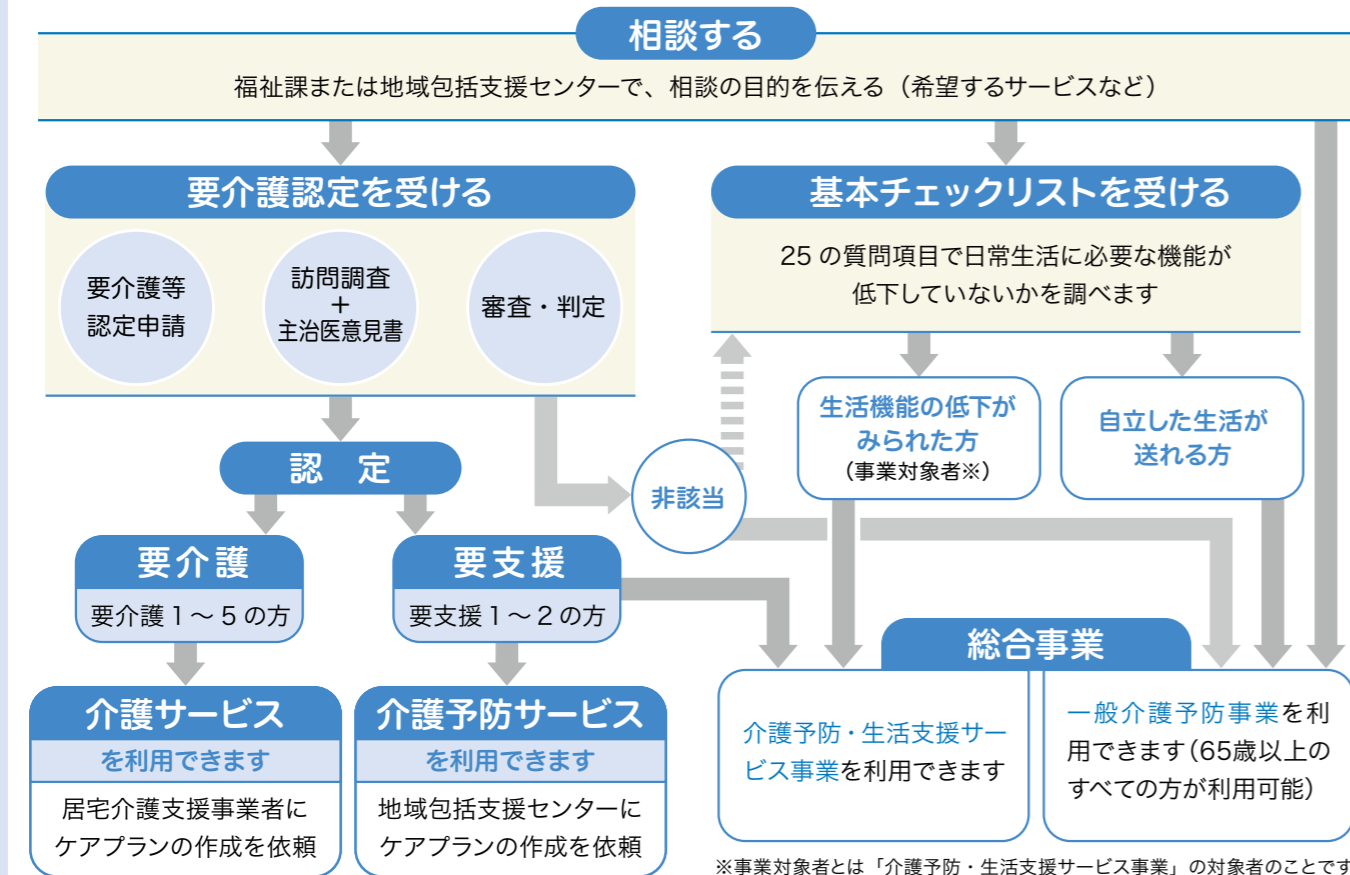 相談する
福祉課または地域包括支援センターで、相談の目的を伝える（希望するサービスなど）
要介護認定を受ける
要介護等
認定申請
訪問調査
＋
主治医意見書
審査・判定
基本チェックリストを受ける
25の質問項目で日常生活に必要な機能が
低下していないかを調べます
生活機能の低下が
みられた方
（事業対象者※）
自立した生活が
送れる方
認　定
非該当
要介護
要介護１～５の方
要支援
要支援１～２の方
介護サービス
を利用できます
居宅介護支援事業者に
ケアプランの作成を依頼
介護予防サービス
を利用できます
地域包括支援センターに
ケアプランの作成を依頼
総合事業
介護予防・生活支援サー
ビス事業を利用できます
一般介護予防事業を利
用できます（65歳以上の
すべての方が利用可能）
※事業対象者とは「介護予防・生活支援サービス事業」の対象者のことです